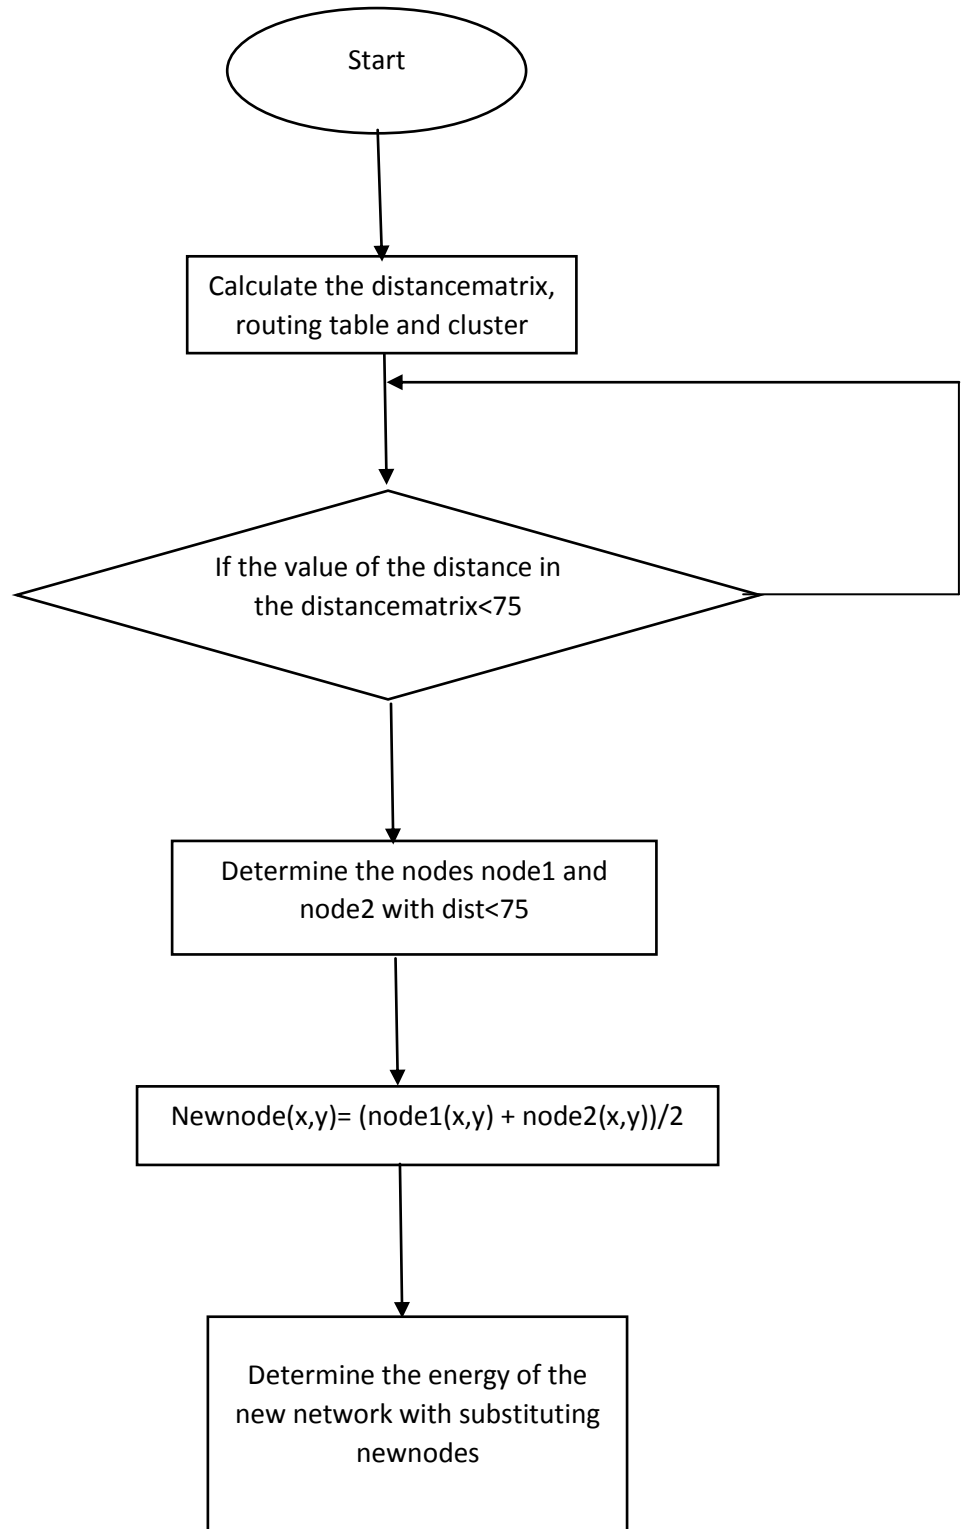 Start
Calculate the distancematrix,
routing table and cluster
If the value of the distance in
the distancematrix<75
Determine the nodes node1 and
node2 with dist<75
Newnode(x,y)= (node1(x,y) + node2(x,y))/2
Determine the energy of the
new network with substituting
newnodes